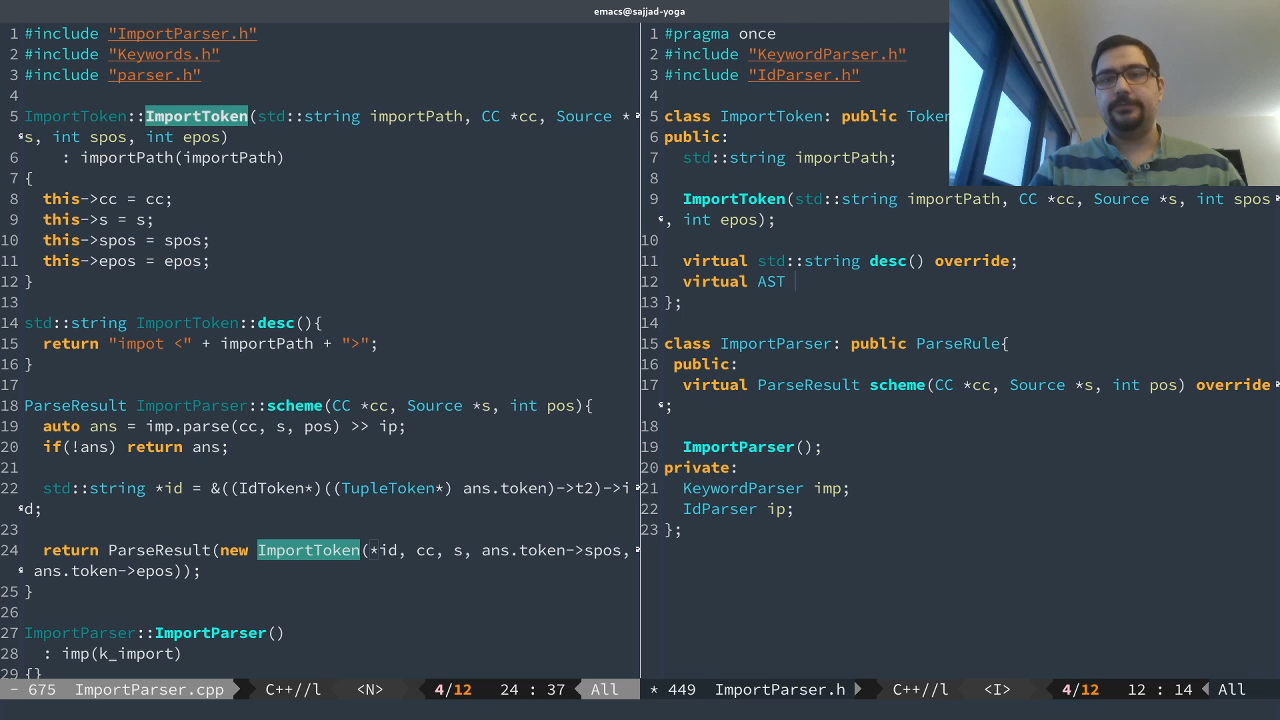 emacs@sajjad-yoga
1 #include "ImportParser.h"
2 #include "Keywords.h"
3 #include "parser.h"
4
5 ImportToken::ImportToken(std::string importPath, CC *cc, Source *
s, int spos, int epos)
6     : importPath(importPath)
7 {
8   this->cc = cc;
9   this->s = s;
10   this->spos = spos;
11   this->epos = epos;
12 }
13
14 std::string ImportToken::desc(){
15   return "impot <" + importPath + ">";
16 }
17
18 ParseResult ImportParser::scheme(CC *cc, Source *s, int pos){
19   auto ans = imp.parse(cc, s, pos) >> ip;
20   if(!ans) return ans;
21
22   std::string *id = &((IdToken*)((TupleToken*) ans.token)->t2)->i
d;
23
24   return ParseResult(new ImportToken(*id, cc, s, ans.token->spos,
ans.token->epos));
25 }
26
27 ImportParser::ImportParser()
28     : imp(k_import)
29 {}
- 675 ImportParser.cpp C++//l <N> 4/12 24 : 37 All
1 #pragma once
2 #include "KeywordParser.h"
3 #include "IdParser.h"
4
5 class ImportToken: public Token
6 public:
7   std::string importPath;
8
9   ImportToken(std::string importPath, CC *cc, Source *s, int spos
, int epos);
10
11   virtual std::string desc() override;
12   virtual AST
13 };
14
15 class ImportParser: public ParseRule{
16  public:
17   virtual ParseResult scheme(CC *cc, Source *s, int pos) override
;
18
19   ImportParser();
20 private:
21   KeywordParser imp;
22   IdParser ip;
23 };
* 449 ImportParser.h C++//l <I> 4/12 12 : 14 All